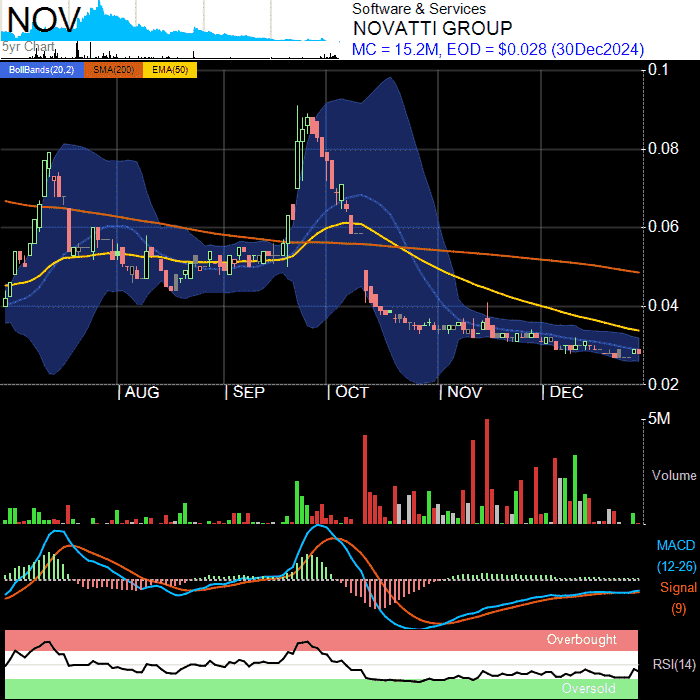 NOV
5yr Chart
Software & Services
NOVATTI GROUP
MC = 15.2M, EOD = $0.028 (30Dec2024)
BollBands(20,2) SMA(200) EMA(50)
0.1
0.08
0.06
0.04
0.02
AUG SEP OCT NOV DEC
5M
Volume
MACD
(12-26)
Signal
(9)
Overbought
RSI(14)
Oversold